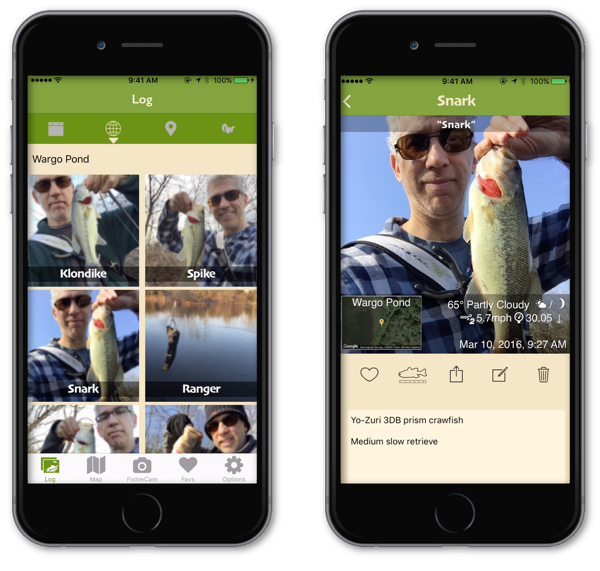 9:41 AM
100%
Log
Wargo Pond
Klondike
Spike
Snark
Ranger
Log
Map
FishieCam
Favs
Options
9:41 AM
100%
Snark
"Snark"
Wargo Pond
Google
65° Partly Cloudy /
5.7mph 30.05 ↓
Mar 10, 2016, 9:27 AM
Yo-Zuri 3DB prism crawfish
Medium slow retrieve